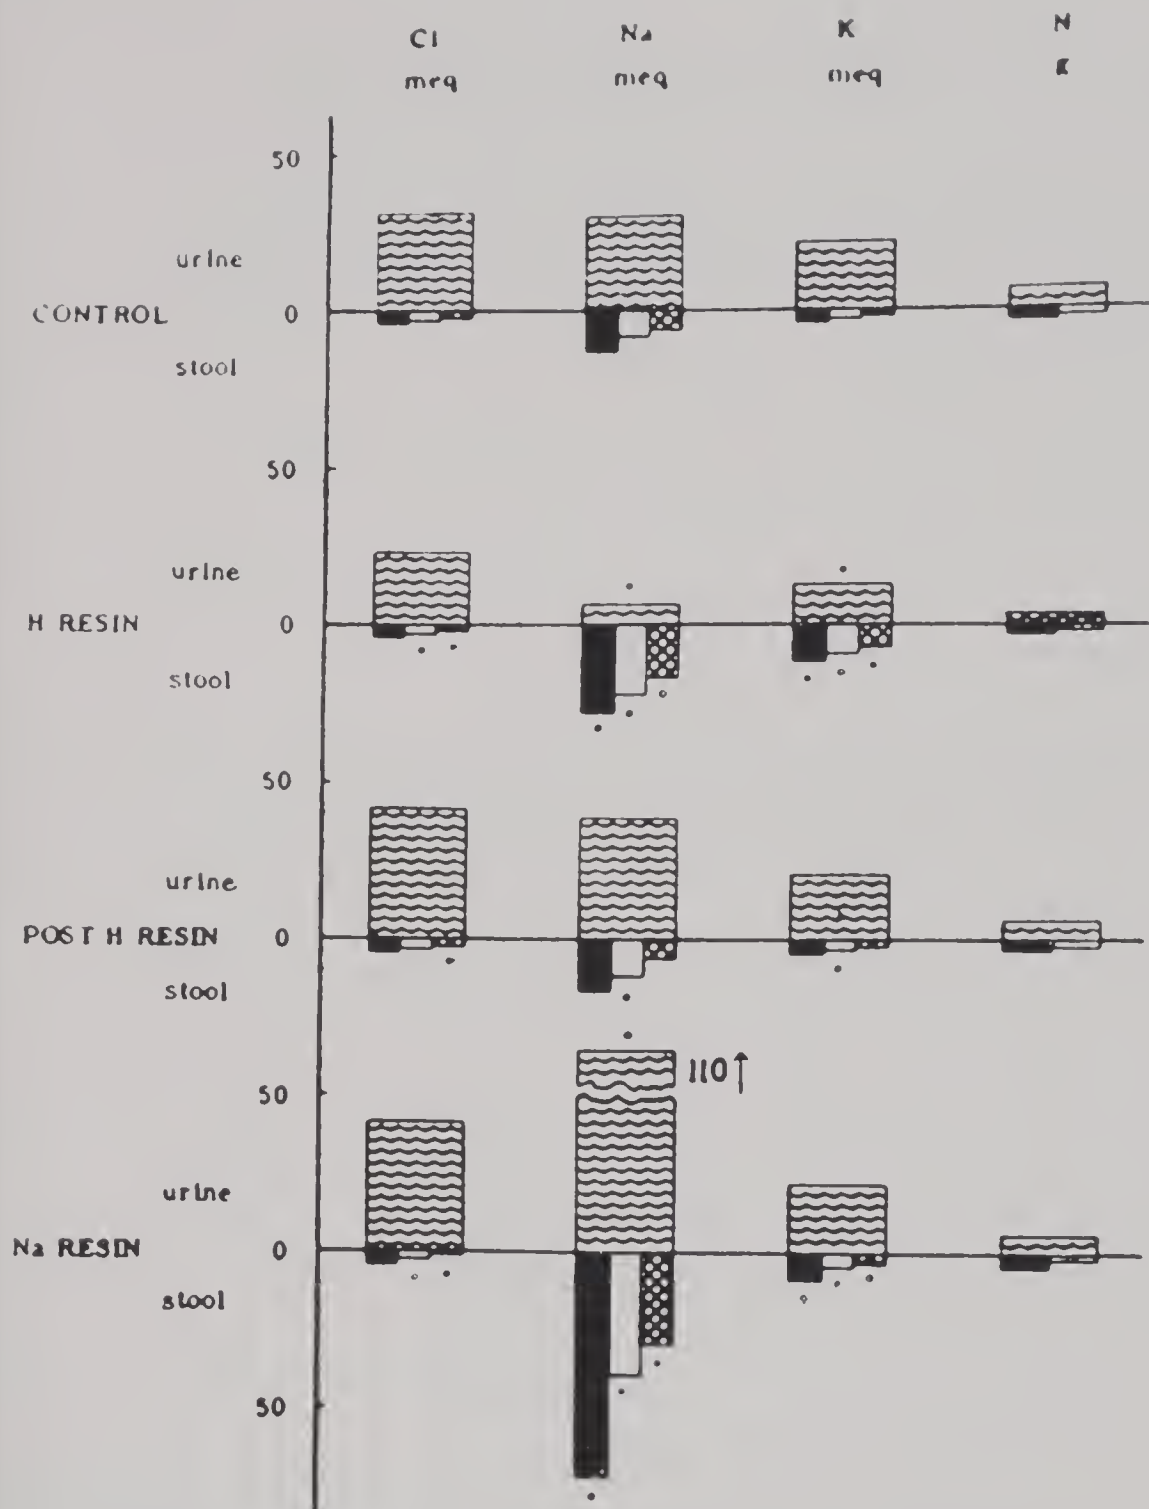 Cl Na K N
meq meq meq g
50
urine
CONTROL 0
stool
50
urine
H RESIN 0
stool
50
urine
POST H RESIN 0
stool
110↑
50
urine
Na RESIN 0
stool
50